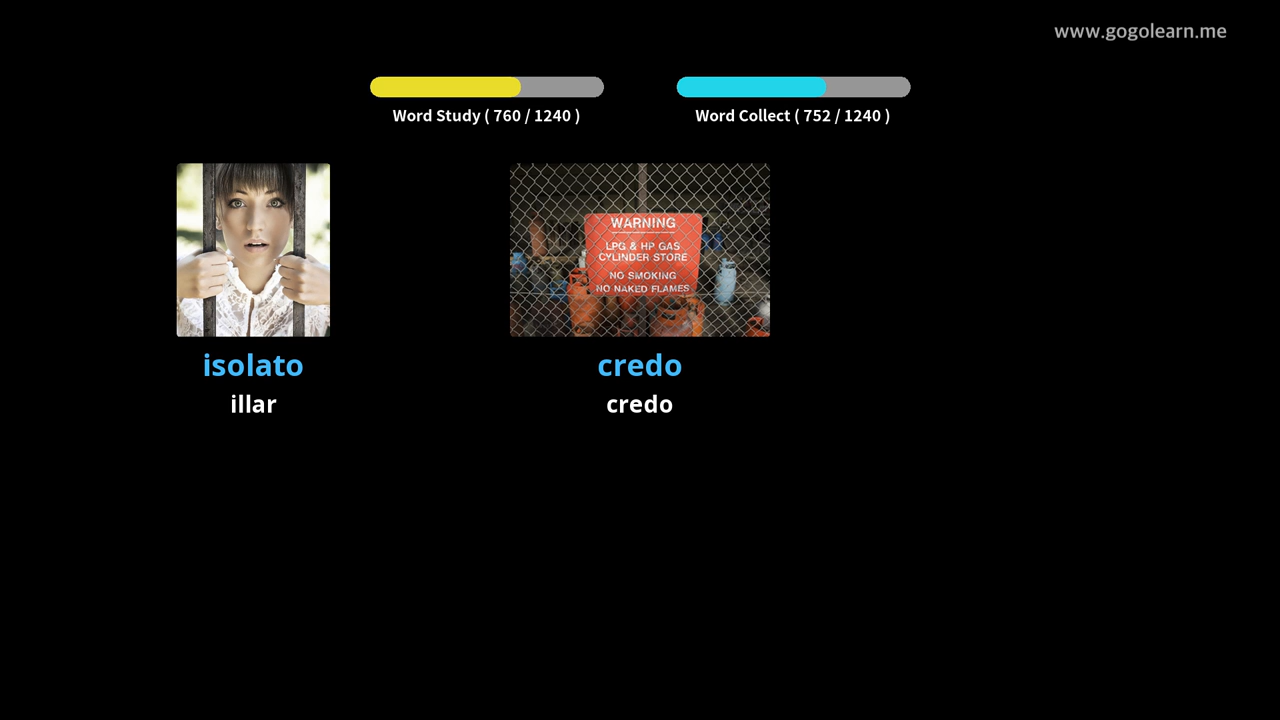 www.gogolearn.me
Word Study ( 760 / 1240 )
Word Collect ( 752 / 1240 )
WARNING
LPG & HP GAS
CYLINDER STORE
NO SMOKING
NO NAKED FLAMES
isolato
credo
illar
credo